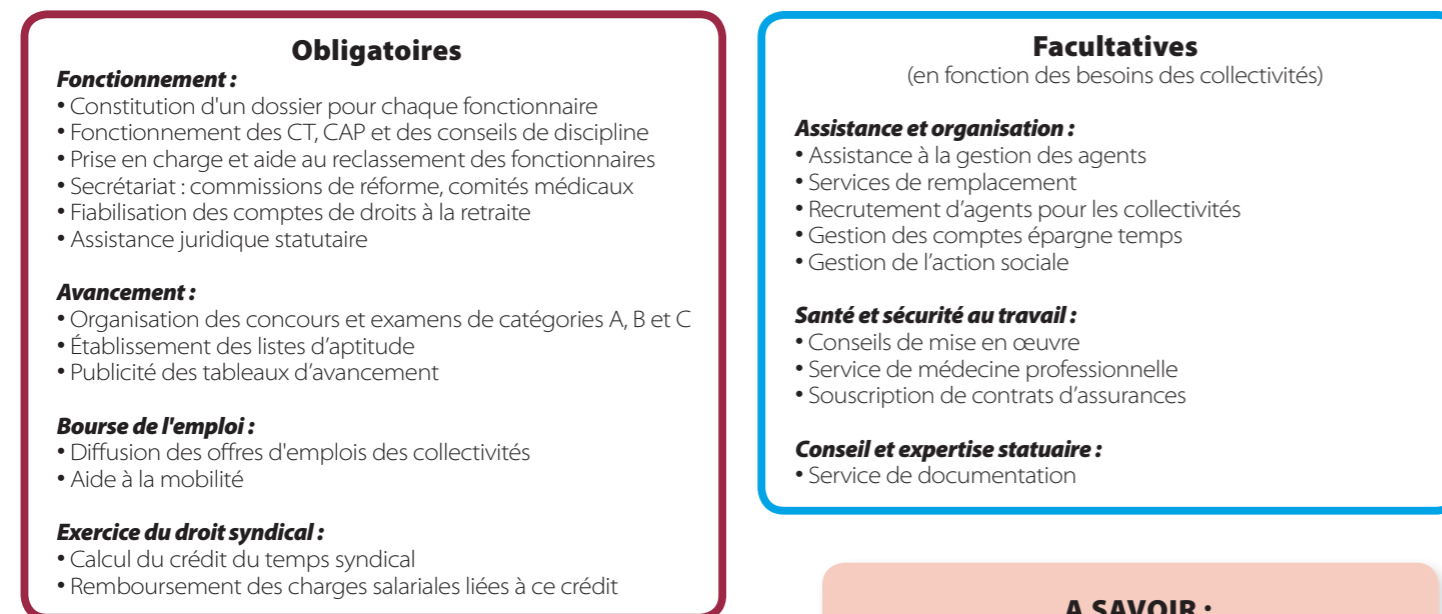 Obligatoires
Fonctionnement :
• Constitution d'un dossier pour chaque fonctionnaire
• Fonctionnement des CT, CAP et des conseils de discipline
• Prise en charge et aide au reclassement des fonctionnaires
• Secrétariat : commissions de réforme, comités médicaux
• Fiabilisation des comptes de droits à la retraite
• Assistance juridique statutaire
Avancement :
• Organisation des concours et examens de catégories A, B et C
• Établissement des listes d’aptitude
• Publicité des tableaux d’avancement
Bourse de l'emploi :
• Diffusion des offres d'emplois des collectivités
• Aide à la mobilité
Exercice du droit syndical :
• Calcul du crédit du temps syndical
• Remboursement des charges salariales liées à ce crédit
Facultatives
(en fonction des besoins des collectivités)
Assistance et organisation :
• Assistance à la gestion des agents
• Services de remplacement
• Recrutement d’agents pour les collectivités
• Gestion des comptes épargne temps
• Gestion de l’action sociale
Santé et sécurité au travail :
• Conseils de mise en œuvre
• Service de médecine professionnelle
• Souscription de contrats d’assurances
Conseil et expertise statuaire :
• Service de documentation
A SAVOIR :